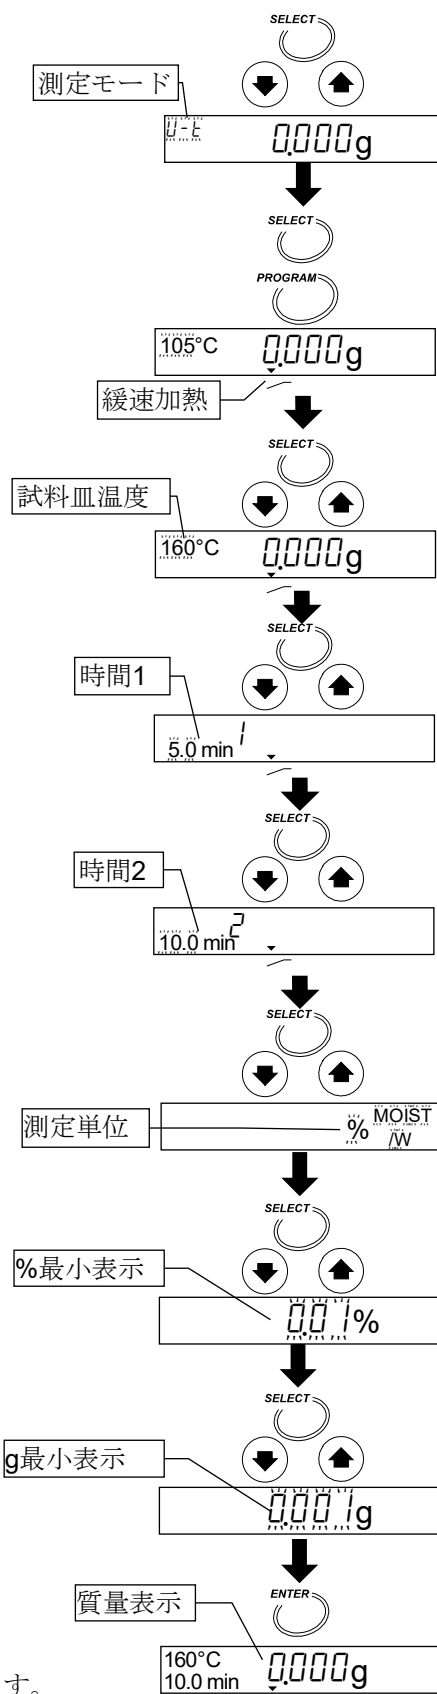 SELECT
測定モード
U-t 0.000g
SELECT
PROGRAM
105°C 0.000g
緩速加熱
SELECT
試料皿温度
160°C 0.000g
SELECT
時間1
5.0 min 1
SELECT
時間2
10.0 min 2
SELECT
測定単位
% MOIST
/W
SELECT
%最小表示
0.01%
SELECT
g最小表示
0.001g
ENTER
質量表示
160°C 0.000g
10.0 min
す。